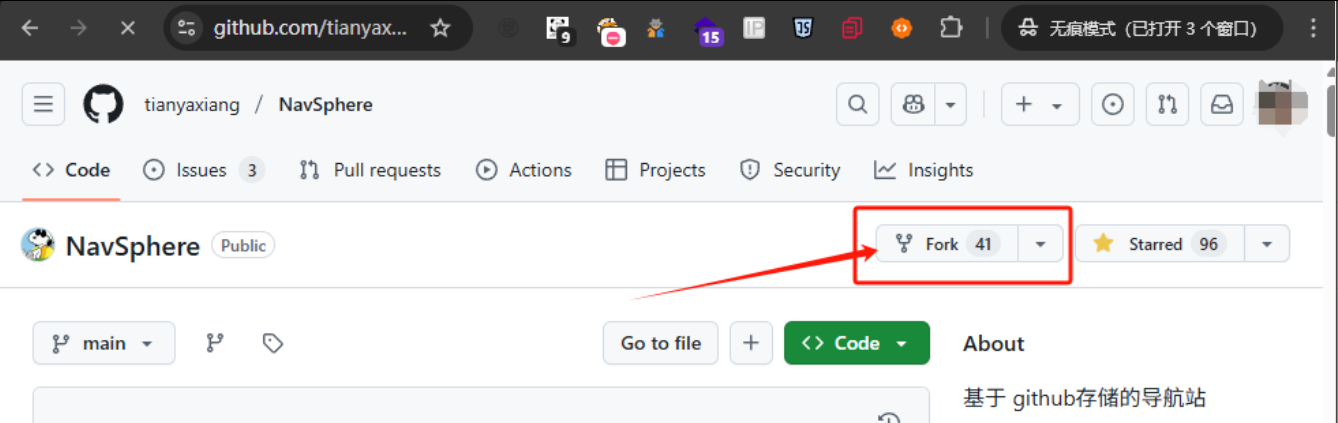 github.com/tianyax...
9
15
IP
JS
无痕模式（已打开 3 个窗口）
tianyaxiang / NavSphere
Code
Issues 3
Pull requests
Actions
Projects
Security
Insights
NavSphere Public
Fork 41
Starred 96
main
Go to file
Code
About
基于 github存储的导航站